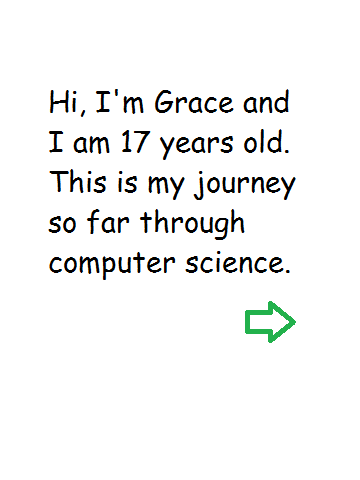 Hi, I'm Grace and
I am 17 years old.
This is my journey
so far through
computer science.